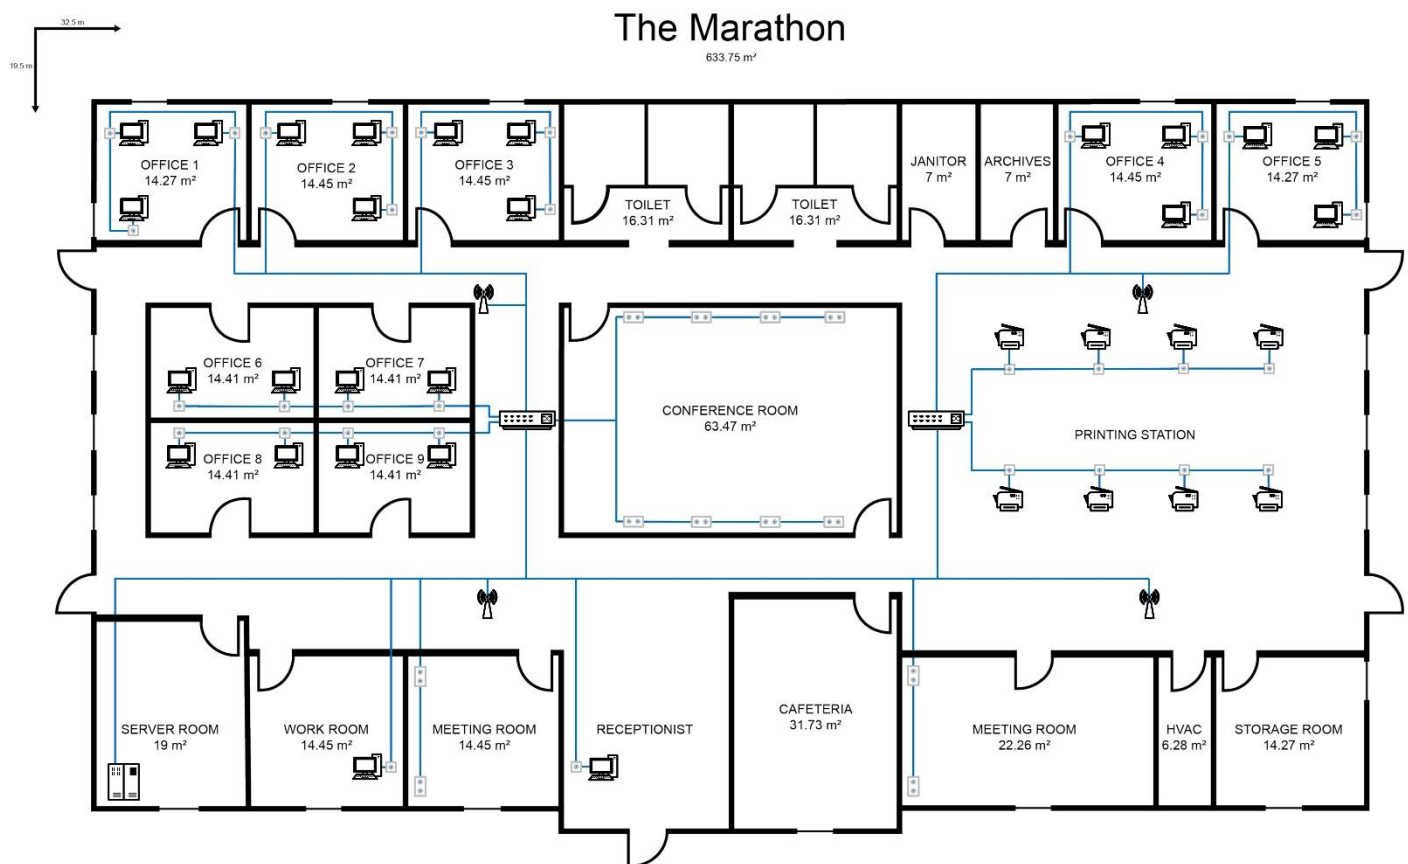 The Marathon
633.75 m²
32.5 m
19.5 m
OFFICE 1
14.27 m²
OFFICE 2
14.45 m²
OFFICE 3
14.45 m²
TOILET
16.31 m²
TOILET
16.31 m²
JANITOR
7 m²
ARCHIVES
7 m²
OFFICE 4
14.45 m²
OFFICE 5
14.27 m²
OFFICE 6
14.41 m²
OFFICE 7
14.41 m²
OFFICE 8
14.41 m²
OFFICE 9
14.41 m²
CONFERENCE ROOM
63.47 m²
PRINTING STATION
SERVER ROOM
19 m²
WORK ROOM
14.45 m²
MEETING ROOM
14.45 m²
RECEPTIONIST
CAFETERIA
31.73 m²
MEETING ROOM
22.26 m²
HVAC
6.28 m²
STORAGE ROOM
14.27 m²